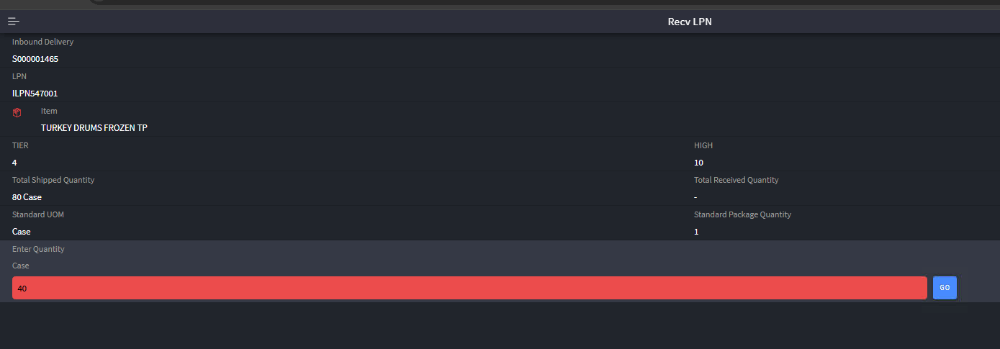 Recv LPN
Inbound Delivery
S000001465
LPN
ILPN547001
Item
TURKEY DRUMS FROZEN TP
TIER HIGH
4 10
Total Shipped Quantity Total Received Quantity
80 Case -
Standard UOM Standard Package Quantity
Case 1
Enter Quantity
Case
40 GO